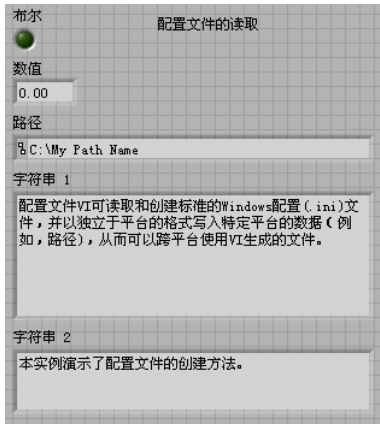 布尔
配置文件的读取
数值
0.00
路径
C:\My Path Name
字符串 1
配置文件VI可读取和创建标准的Windows配置(.ini)文
件，并以独立于平台的格式写入特定平台的数据（例
如，路径），从而可以跨平台使用VI生成的文件。
字符串 2
本实例演示了配置文件的创建方法。